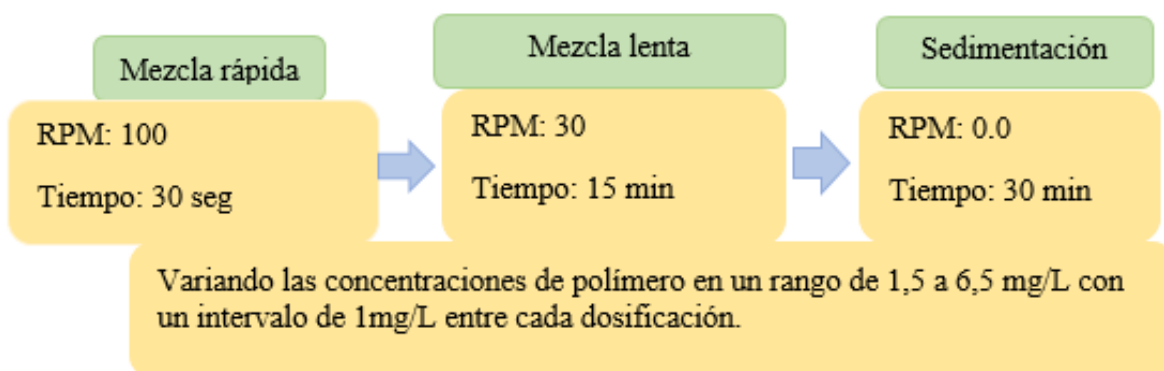 Mezcla rápida
RPM: 100
Tiempo: 30 seg
Mezcla lenta
RPM: 30
Tiempo: 15 min
Sedimentación
RPM: 0.0
Tiempo: 30 min
Variando las concentraciones de polímero en un rango de 1,5 a 6,5 mg/L con
un intervalo de 1mg/L entre cada dosificación.